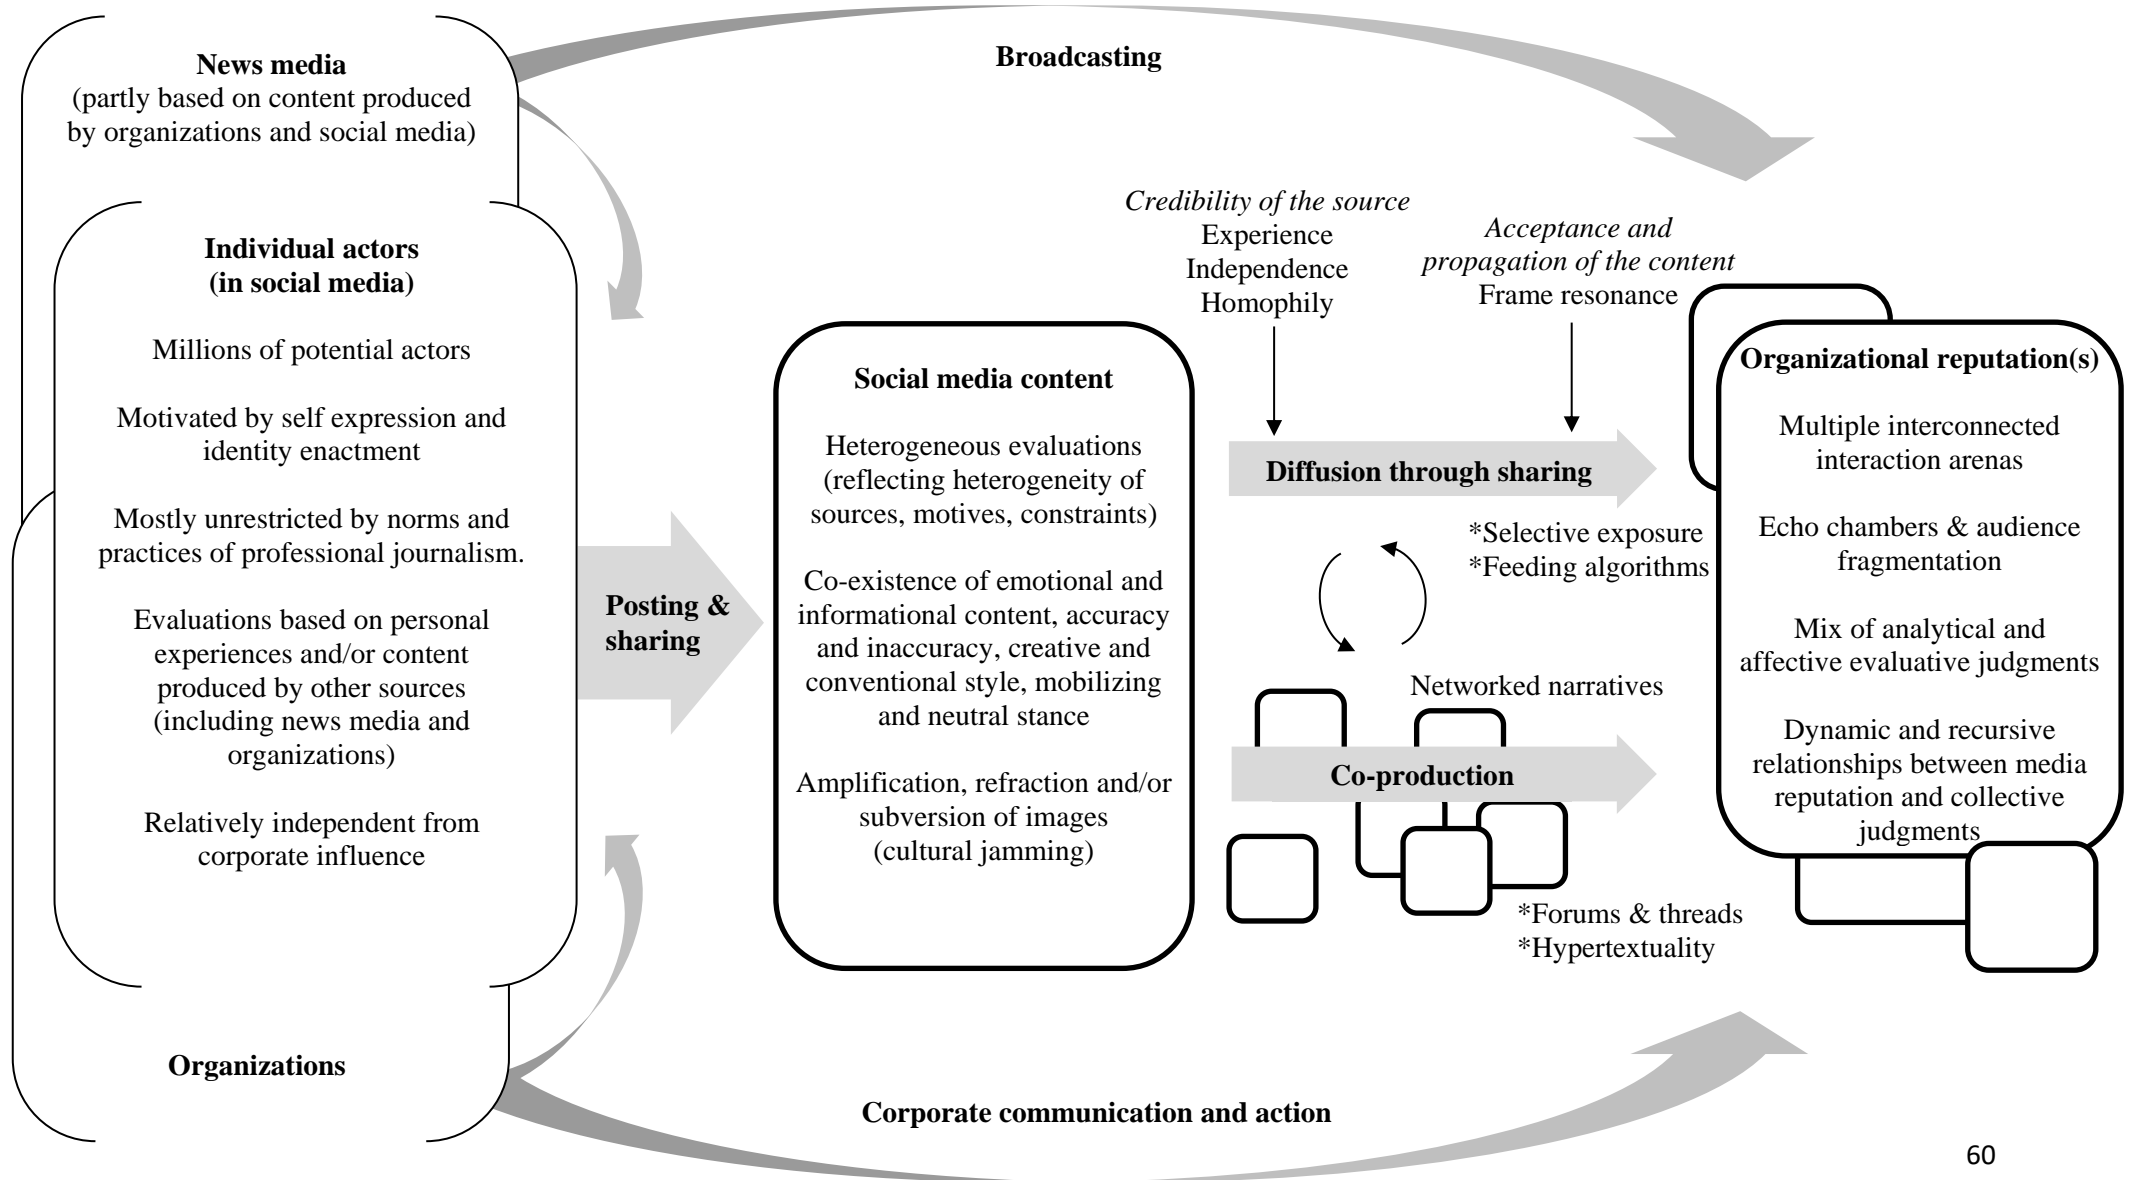 News media
(partly based on content produced
by organizations and social media)
Individual actors
(in social media)
Millions of potential actors
Motivated by self expression and
identity enactment
Mostly unrestricted by norms and
practices of professional journalism.
Evaluations based on personal
experiences and/or content
produced by other sources
(including news media and
organizations)
Relatively independent from
corporate influence
Organizations
Broadcasting
Posting &
sharing
Social media content
Heterogeneous evaluations
(reflecting heterogeneity of
sources, motives, constraints)
Co-existence of emotional and
informational content, accuracy
and inaccuracy, creative and
conventional style, mobilizing
and neutral stance
Amplification, refraction and/or
subversion of images
(cultural jamming)
Credibility of the source
Experience
Independence
Homophily
Acceptance and
propagation of the content
Frame resonance
Diffusion through sharing
*Selective exposure
*Feeding algorithms
Networked narratives
Co-production
*Forums & threads
*Hypertextuality
Organizational reputation(s)
Multiple interconnected
interaction arenas
Echo chambers & audience
fragmentation
Mix of analytical and
affective evaluative judgments
Dynamic and recursive
relationships between media
reputation and collective
judgments
Corporate communication and action
60